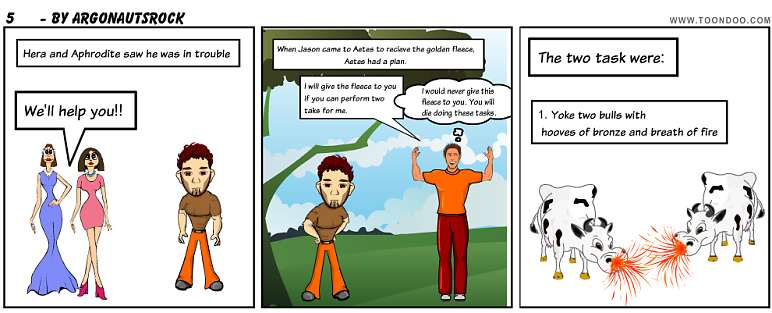 5 - BY ARGONAUTSROCK
WWW.TOONDOO.COM
Hera and Aphrodite saw he was in trouble
We'll help you!!
When Jason came to Aetes to recieve the golden fleece,
Aetes had a plan.
I will give the fleece to you
if you can perform two
taks for me.
I would never give this
fleece to you. You will
die doing these tasks.
The two task were:
1. Yoke two bulls with
hooves of bronze and breath of fire